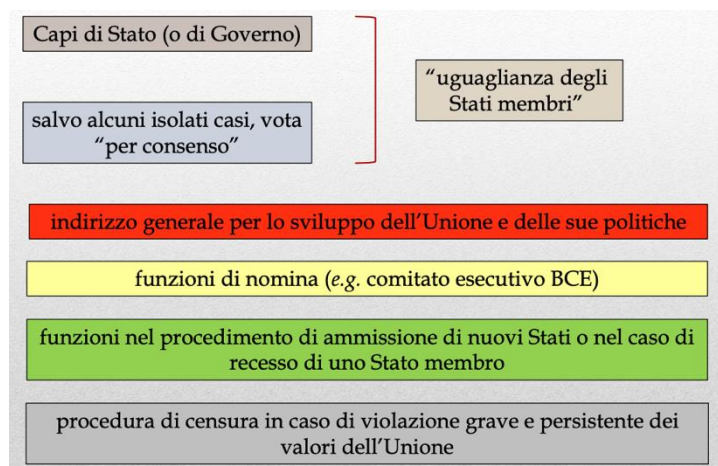 Capi di Stato (o di Governo)
“uguaglianza degli
Stati membri”
salvo alcuni isolati casi, vota
“per consenso”
indirizzo generale per lo sviluppo dell’Unione e delle sue politiche
funzioni di nomina (e.g. comitato esecutivo BCE)
funzioni nel procedimento di ammissione di nuovi Stati o nel caso di
recesso di uno Stato membro
procedura di censura in caso di violazione grave e persistente dei
valori dell’Unione